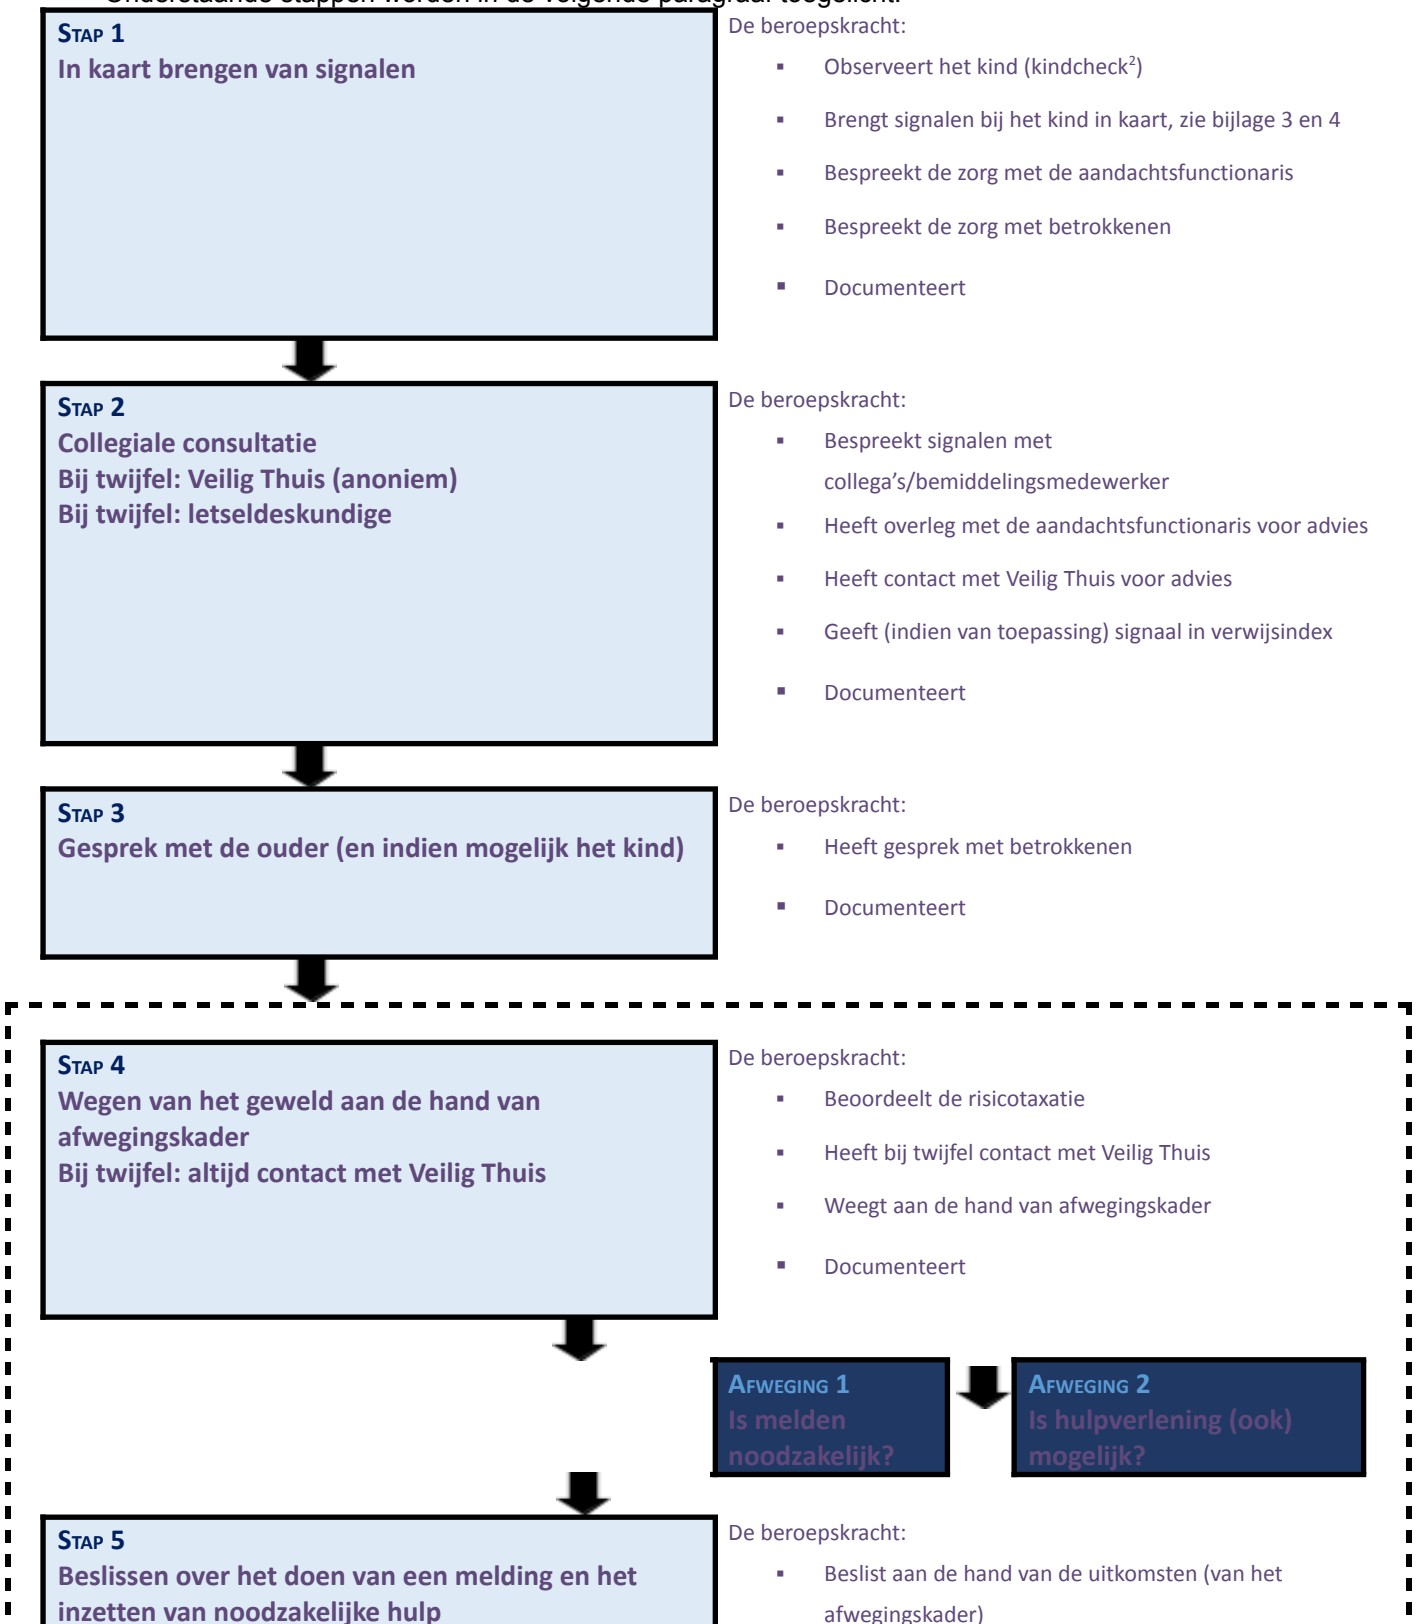 Onderstaande stappen worden in de volgende paragraaf toegelicht.
STAP 1
In kaart brengen van signalen
De beroepskracht:
▪ Observeert het kind (kindcheck²)
▪ Brengt signalen bij het kind in kaart, zie bijlage 3 en 4
▪ Bespreekt de zorg met de aandachtsfunctionaris
▪ Bespreekt de zorg met betrokkenen
▪ Documenteert
STAP 2
Collegiale consultatie
Bij twijfel: Veilig Thuis (anoniem)
Bij twijfel: letseldeskundige
De beroepskracht:
▪ Bespreekt signalen met
collega’s/bemiddelingsmedewerker
▪ Heeft overleg met de aandachtsfunctionaris voor advies
▪ Heeft contact met Veilig Thuis voor advies
▪ Geeft (indien van toepassing) signaal in verwijsindex
▪ Documenteert
STAP 3
Gesprek met de ouder (en indien mogelijk het kind)
De beroepskracht:
▪ Heeft gesprek met betrokkenen
▪ Documenteert
STAP 4
Wegen van het geweld aan de hand van
afwegingskader
Bij twijfel: altijd contact met Veilig Thuis
De beroepskracht:
▪ Beoordeelt de risicotaxatie
▪ Heeft bij twijfel contact met Veilig Thuis
▪ Weegt aan de hand van afwegingskader
▪ Documenteert
AFWEGING 1
Is melden
noodzakelijk?
AFWEGING 2
Is hulpverlening (ook)
mogelijk?
STAP 5
Beslissen over het doen van een melding en het
inzetten van noodzakelijke hulp
De beroepskracht:
▪ Beslist aan de hand van de uitkomsten (van het
afwegingskader)